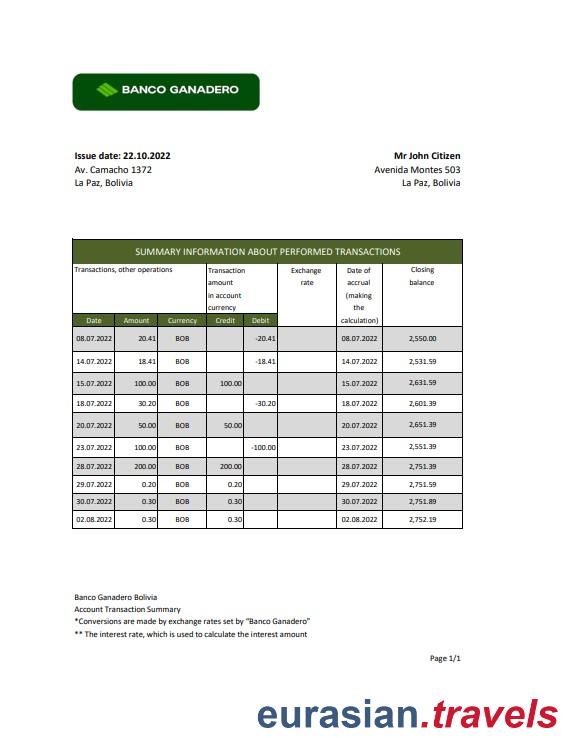 BANCO GANADERO
Issue date: 22.10.2022
Av. Camacho 1372
La Paz, Bolivia
Mr John Citizen
Avenida Montes 503
La Paz, Bolivia
SUMMARY INFORMATION ABOUT PERFORMED TRANSACTIONS
Transactions, other operations
Transaction
amount
in account
currency
Exchange
rate
Date of
accrual
(making
the
calculation)
Closing
balance
Date Amount Currency Credit Debit
08.07.2022 20.41 BOB -20.41 08.07.2022 2,550.00
14.07.2022 18.41 BOB -18.41 14.07.2022 2,531.59
15.07.2022 100.00 BOB 100.00 15.07.2022 2,631.59
18.07.2022 30.20 BOB -30.20 18.07.2022 2,601.39
20.07.2022 50.00 BOB 50.00 20.07.2022 2,651.39
23.07.2022 100.00 BOB -100.00 23.07.2022 2,551.39
28.07.2022 200.00 BOB 200.00 28.07.2022 2,751.39
29.07.2022 0.20 BOB 0.20 29.07.2022 2,751.59
30.07.2022 0.30 BOB 0.30 30.07.2022 2,751.89
02.08.2022 0.30 BOB 0.30 02.08.2022 2,752.19
Banco Ganadero Bolivia
Account Transaction Summary
*Conversions are made by exchange rates set by “Banco Ganadero”
** The interest rate, which is used to calculate the interest amount
Page 1/1
eurasian.travels